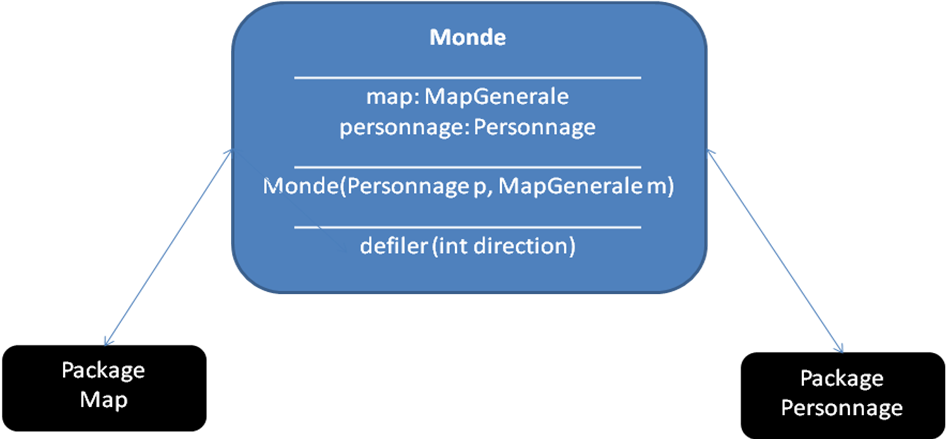 Monde
map: MapGenerale
personnage: Personnage
Monde(Personnage p, MapGenerale m)
defiler (int direction)
Package
Map
Package
Personnage